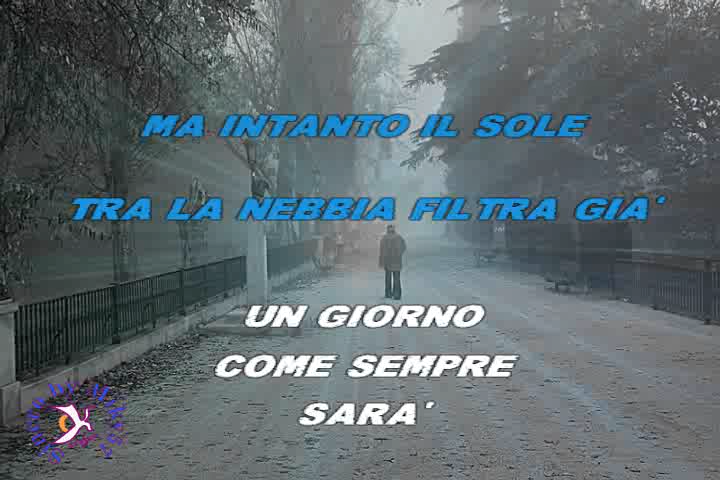 MA INTANTO IL SOLE
TRA LA NEBBIA FILTRA GIA'
UN GIORNO
COME SEMPRE
SARA'